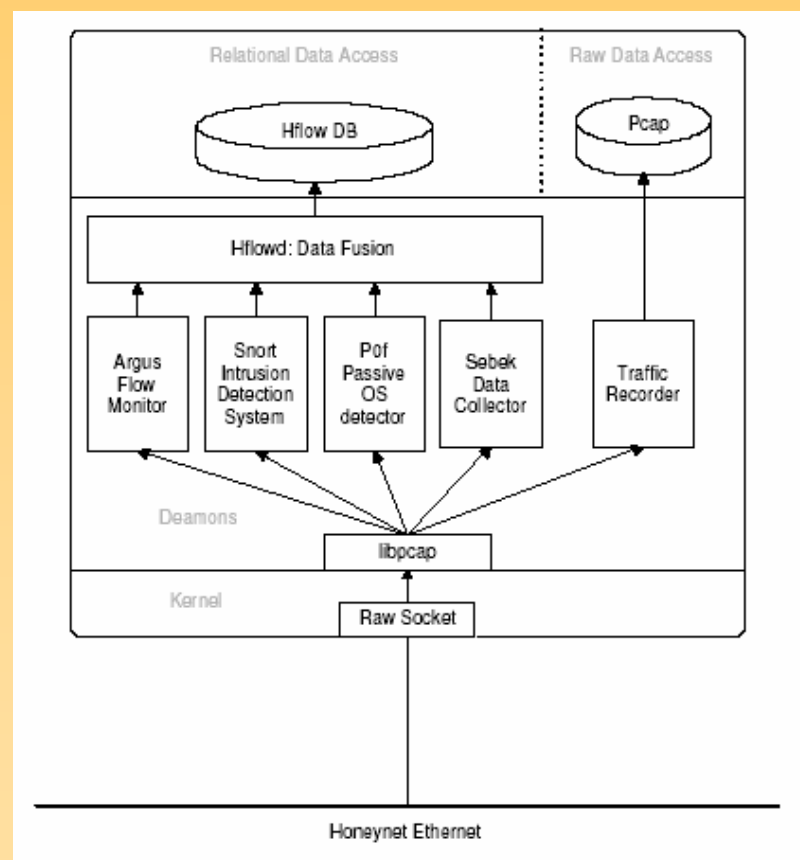 Relational Data Access
Raw Data Access
Hflow DB
Pcap
Hflowd: Data Fusion
Argus
Flow
Monitor
Snort
Intrusion
Detection
System
P0f
Passive
OS
detector
Sebek
Data
Collector
Traffic
Recorder
Deamons
libpcap
Kernel
Raw Socket
Honeynet Ethernet